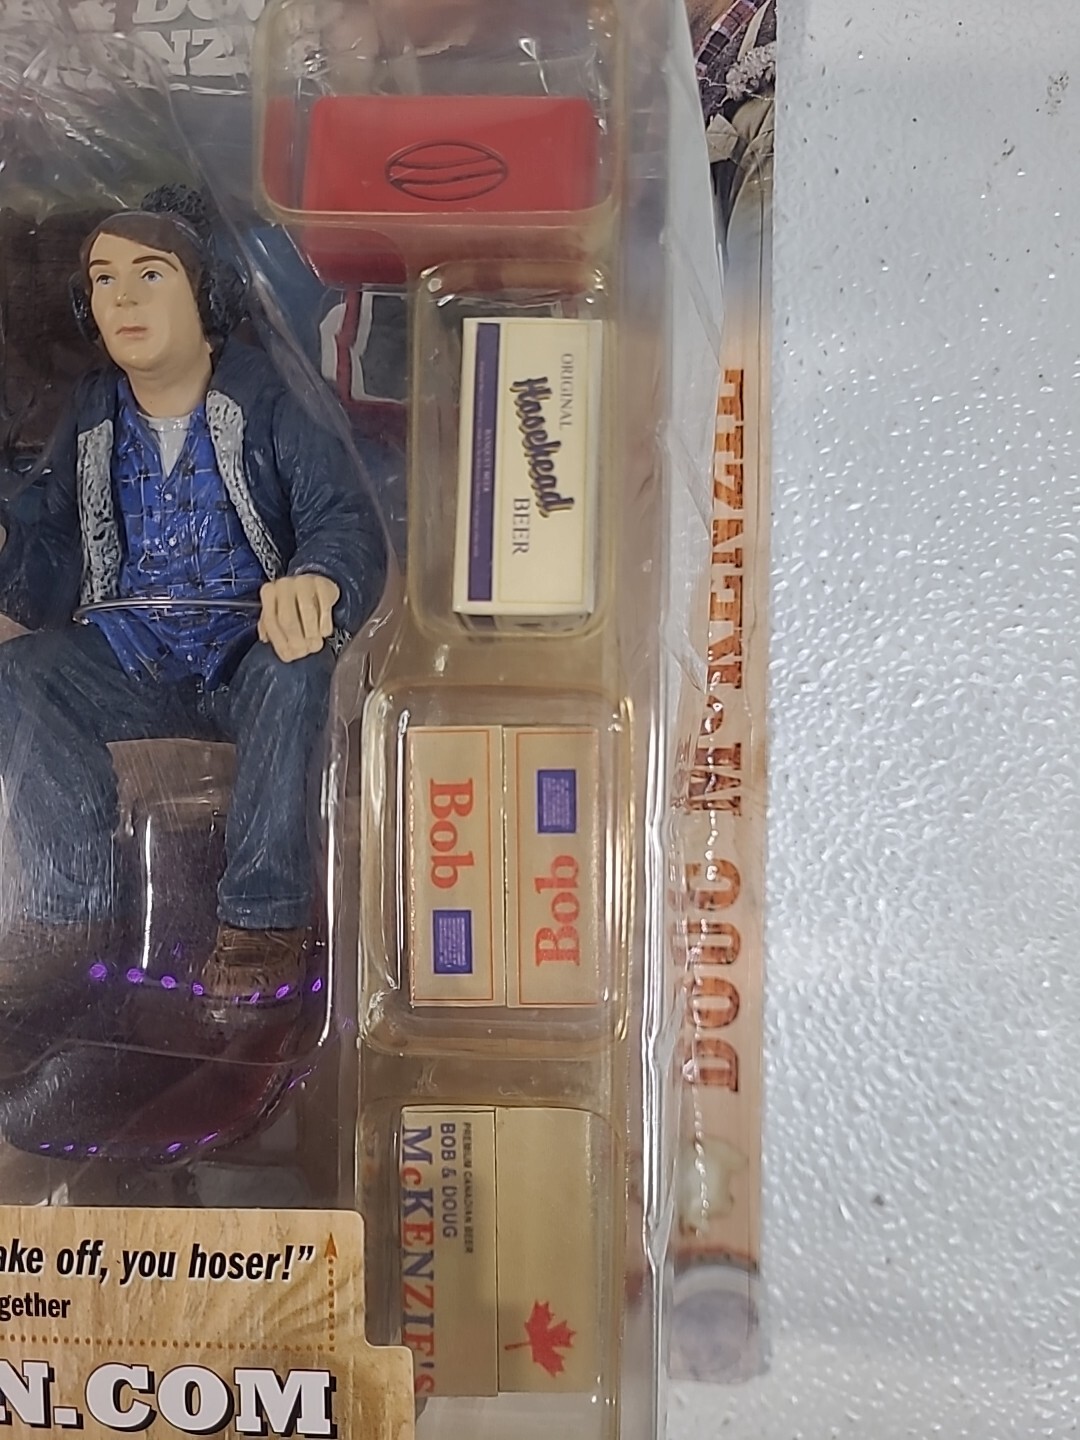 ORIGINAL
Hosehead
BEER
Bob
Bob
PREMIUM CANADIAN BEER
BOB & DOUG
McKENZIE'S
DOUG McKENZIE
ake off, you hoser!”
gether
N.COM